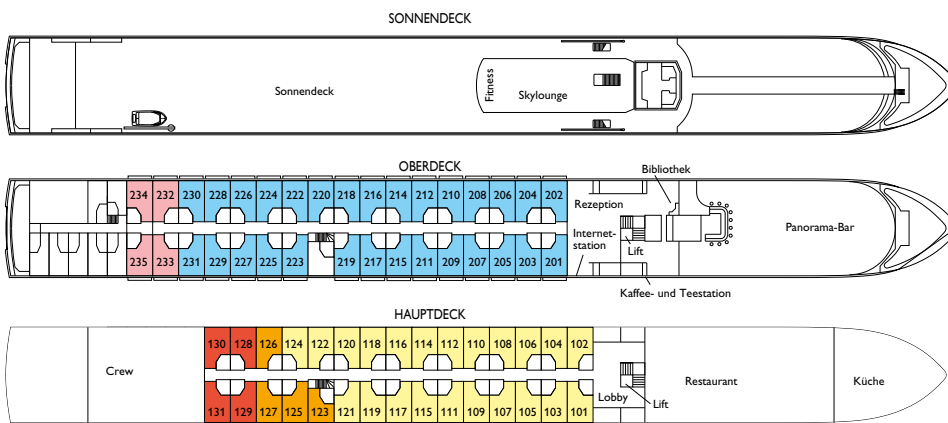 SONNENDECK
Sonnendeck
Fitness
Skylounge
OBERDECK
Bibliothek
234 232 230 228 226 224 222 220 218 216 214 212 210 208 206 204 202
Rezeption
Internet-
station
Lift
Panorama-Bar
235 233 231 229 227 225 223 219 217 215 211 209 207 205 203 201
Kaffee- und Teestation
HAUPTDECK
130 128 126 124 122 120 118 116 114 112 110 108 106 104 102
Crew
Restaurant
Küche
Lobby
Lift
131 129 127 125 123 121 119 117 115 111 109 107 105 103 101